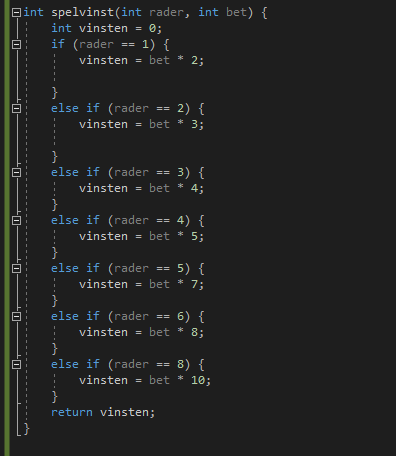 int spelvinst(int rader, int bet) {
int vinsten = 0;
if (rader == 1) {
vinsten = bet * 2;
}
else if (rader == 2) {
vinsten = bet * 3;
}
else if (rader == 3) {
vinsten = bet * 4;
}
else if (rader == 4) {
vinsten = bet * 5;
}
else if (rader == 5) {
vinsten = bet * 7;
}
else if (rader == 6) {
vinsten = bet * 8;
}
else if (rader == 8) {
vinsten = bet * 10;
}
return vinsten;
}